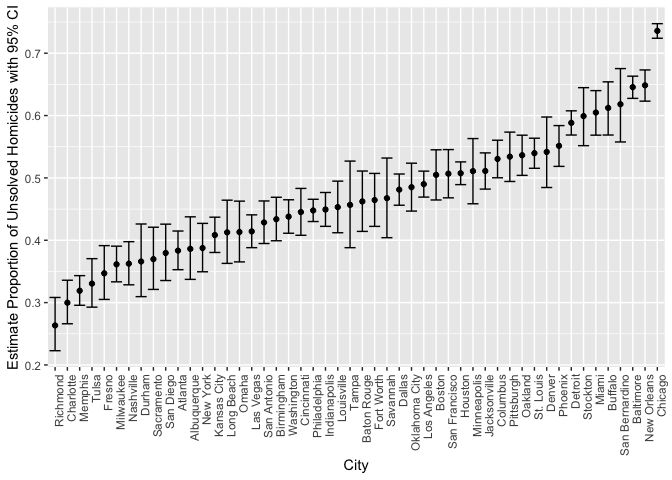 Estimate Proportion of Unsolved Homicides with 95% CI
0.7
0.6
0.5
0.4
0.3
0.2
Richmond
Charlotte
Memphis
Tulsa
Fresno
Milwaukee
Nashville
Durham
Sacramento
San Diego
Atlanta
Albuquerque
New York
Kansas City
Long Beach
Omaha
Las Vegas
San Antonio
Birmingham
Washington
Cincinnati
Philadelphia
Indianapolis
Louisville
Tampa
Baton Rouge
Fort Worth
Savannah
Dallas
Oklahoma City
Los Angeles
Boston
San Francisco
Houston
Minneapolis
Jacksonville
Columbus
Pittsburgh
Oakland
St. Louis
Denver
Phoenix
Detroit
Stockton
Miami
Buffalo
San Bernardino
Baltimore
New Orleans
Chicago
City